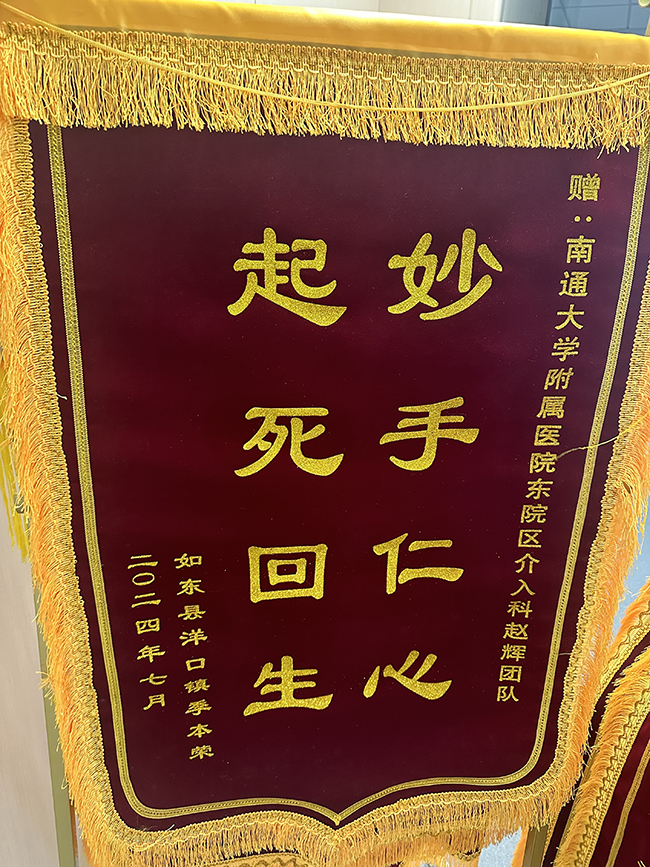 赠:南通大学附属医院东院区介入科赵辉团队
妙手仁心
起死回生
如东县洋口镇季本荣
二〇二四年七月